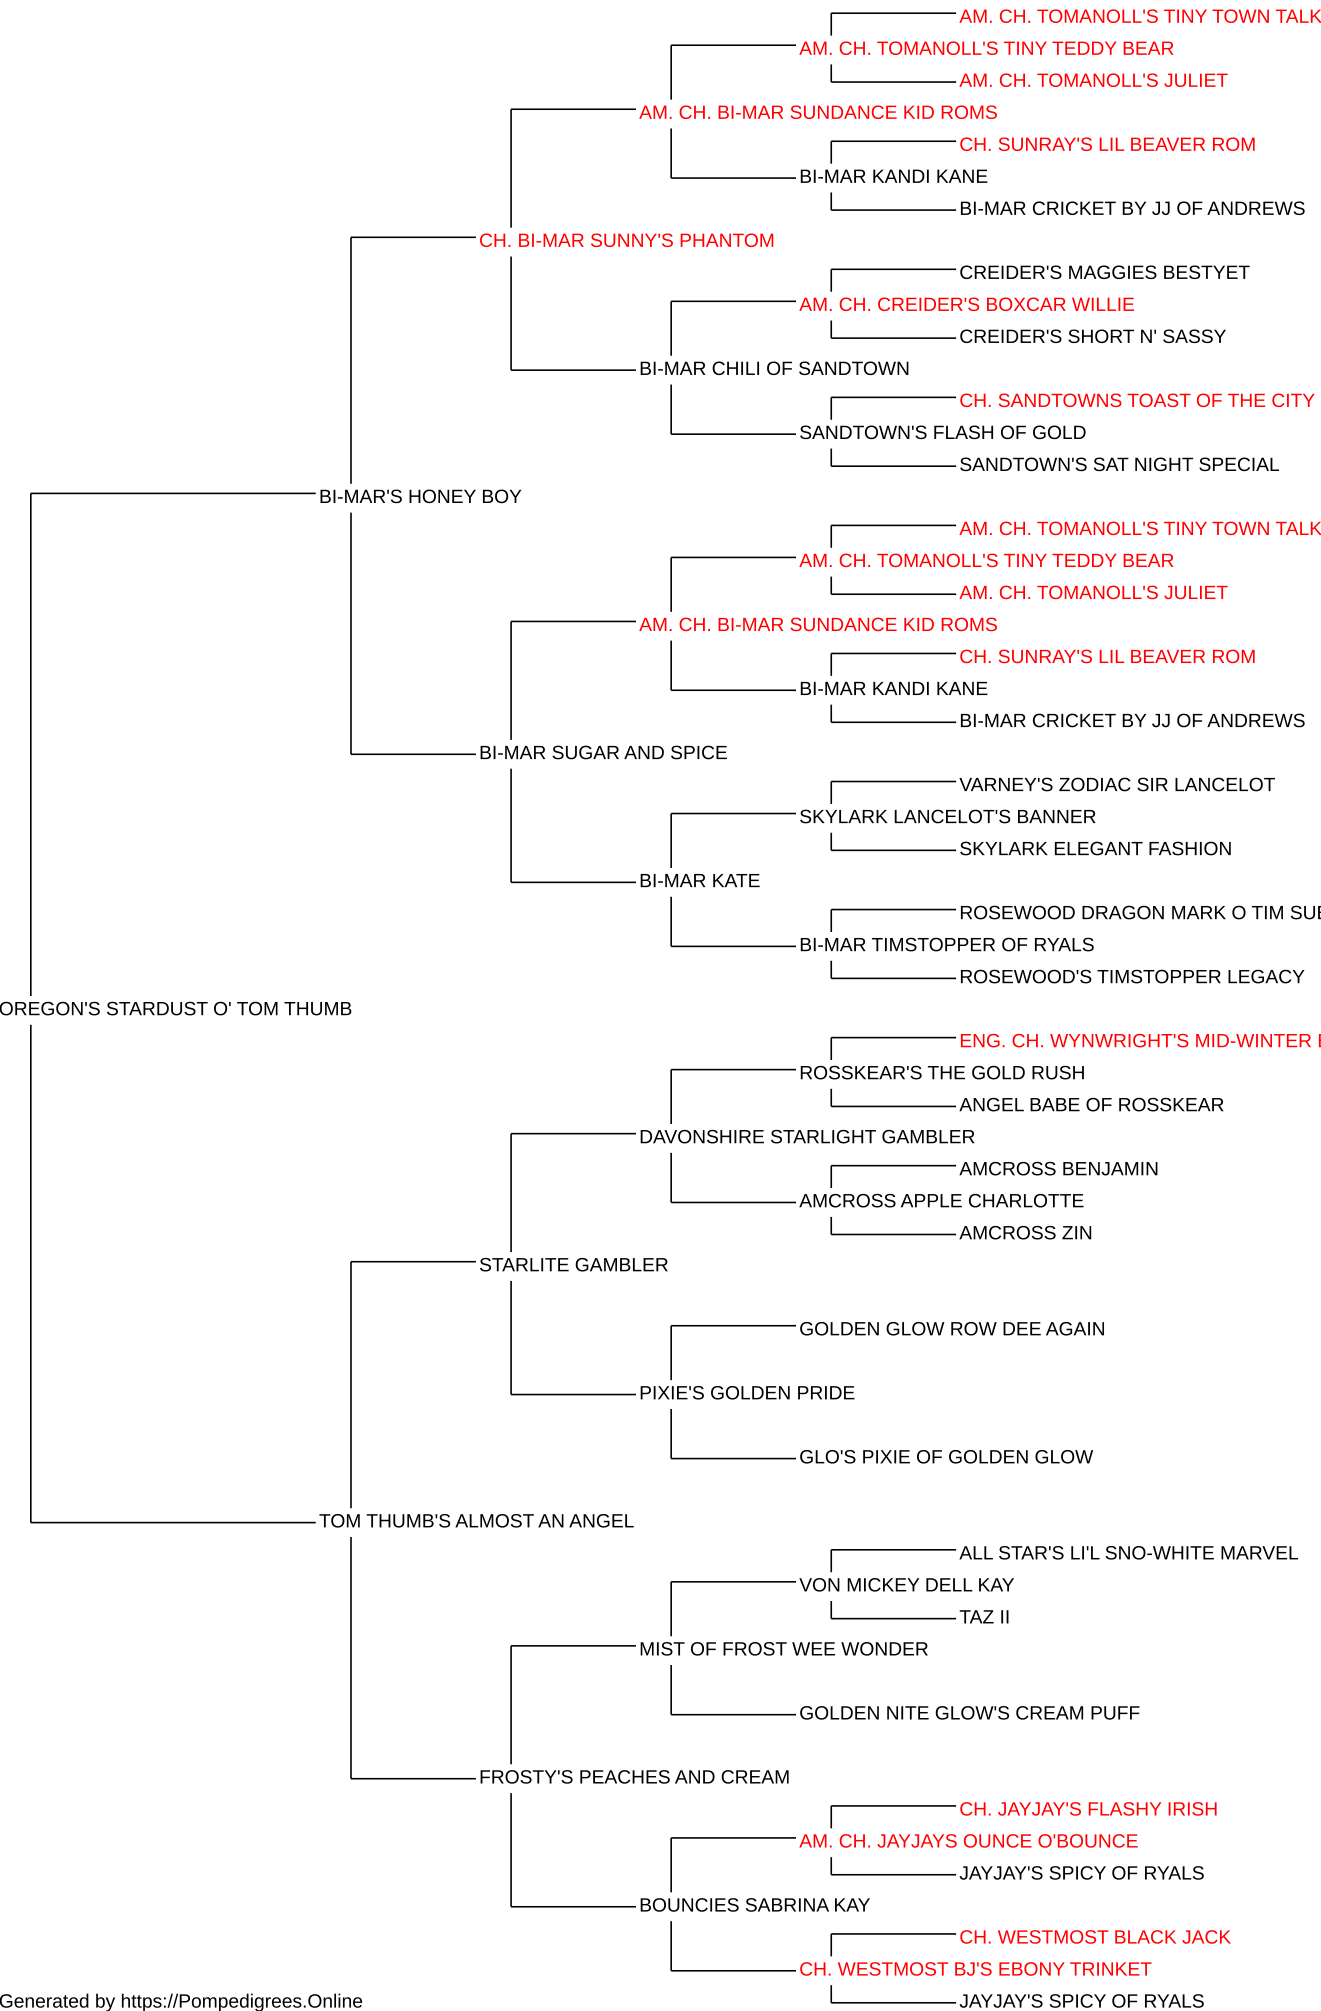 AM. CH. TOMANOLL'S TINY TOWN TALK
AM. CH. TOMANOLL'S TINY TEDDY BEAR
AM. CH. TOMANOLL'S JULIET
AM. CH. BI-MAR SUNDANCE KID ROMS
CH. SUNRAY'S LIL BEAVER ROM
BI-MAR KANDI KANE
BI-MAR CRICKET BY JJ OF ANDREWS
CH. BI-MAR SUNNY'S PHANTOM
CREIDER'S MAGGIES BESTYET
AM. CH. CREIDER'S BOXCAR WILLIE
CREIDER'S SHORT N' SASSY
BI-MAR CHILI OF SANDTOWN
CH. SANDTOWNS TOAST OF THE CITY
SANDTOWN'S FLASH OF GOLD
SANDTOWN'S SAT NIGHT SPECIAL
BI-MAR'S HONEY BOY
AM. CH. TOMANOLL'S TINY TOWN TALK
AM. CH. TOMANOLL'S TINY TEDDY BEAR
AM. CH. TOMANOLL'S JULIET
AM. CH. BI-MAR SUNDANCE KID ROMS
CH. SUNRAY'S LIL BEAVER ROM
BI-MAR KANDI KANE
BI-MAR CRICKET BY JJ OF ANDREWS
BI-MAR SUGAR AND SPICE
VARNEY'S ZODIAC SIR LANCELOT
SKYLARK LANCELOT'S BANNER
SKYLARK ELEGANT FASHION
BI-MAR KATE
ROSEWOOD DRAGON MARK O TIM
BI-MAR TIMSTOPPER OF RYALS
ROSEWOOD'S TIMSTOPPER LEGACY
OREGON'S STARDUST O' TOM THUMB
ENG. CH. WYNWRIGHT'S MID-WINTER
ROSSKEAR'S THE GOLD RUSH
ANGEL BABE OF ROSSKEAR
DAVONSHIRE STARLIGHT GAMBLER
AMCROSS BENJAMIN
AMCROSS APPLE CHARLOTTE
AMCROSS ZIN
STARLITE GAMBLER
GOLDEN GLOW ROW DEE AGAIN
PIXIE'S GOLDEN PRIDE
GLO'S PIXIE OF GOLDEN GLOW
TOM THUMB'S ALMOST AN ANGEL
ALL STAR'S LI'L SNO-WHITE MARVEL
VON MICKEY DELL KAY
TAZ II
MIST OF FROST WEE WONDER
GOLDEN NITE GLOW'S CREAM PUFF
FROSTY'S PEACHES AND CREAM
CH. JAYJAY'S FLASHY IRISH
AM. CH. JAYJAYS OUNCE O'BOUNCE
JAYJAY'S SPICY OF RYALS
BOUNCIES SABRINA KAY
CH. WESTMOST BLACK JACK
CH. WESTMOST BJ'S EBONY TRINKET
JAYJAY'S SPICY OF RYALS
Generated by https://Pompedigrees.Online